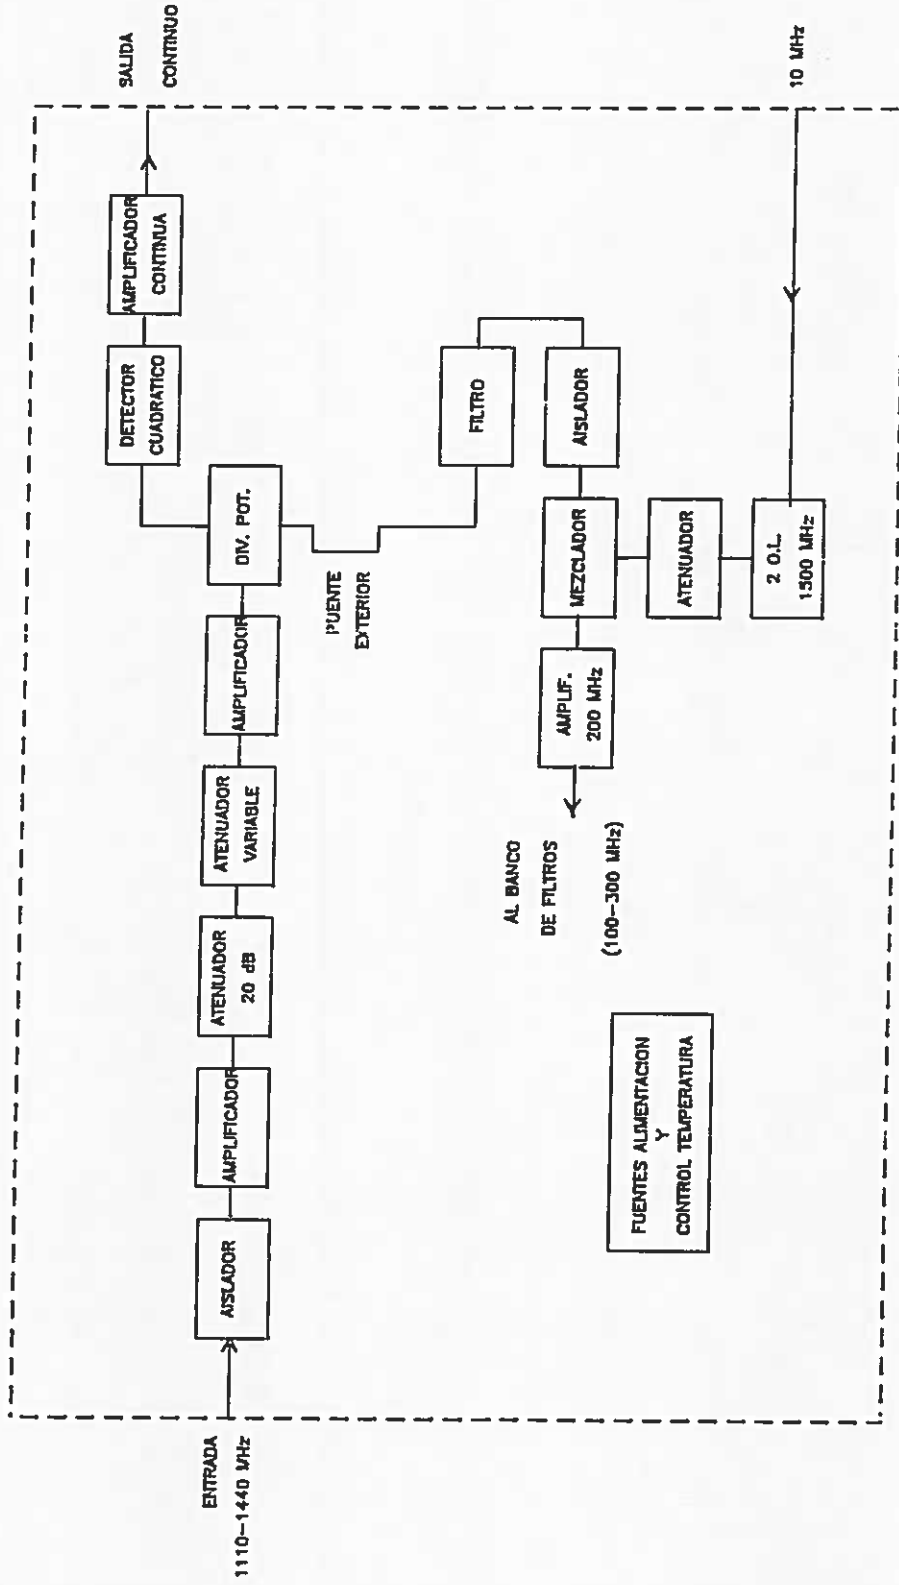 ENTRADA
1110-1440 MHz
AISLADOR
AMPLIFICADOR
ATENUADOR
20 dB
ATENUADOR
VARIABLE
AMPLIFICADOR
DIV. POT.
DETECTOR
CUADRATICO
AMPLIFICADOR
CONTINUA
SALIDA
CONTINUO
PUENTE
EXTERIOR
FILTRO
AISLADOR
MEZCLADOR
AMPLIF.
200 MHz
AL BANCO
DE FILTROS
(100-300 MHz)
ATENUADOR
2 O.L.
1500 MHz
10 MHz
FUENTES ALIMENTACION
Y
CONTROL TEMPERATURA